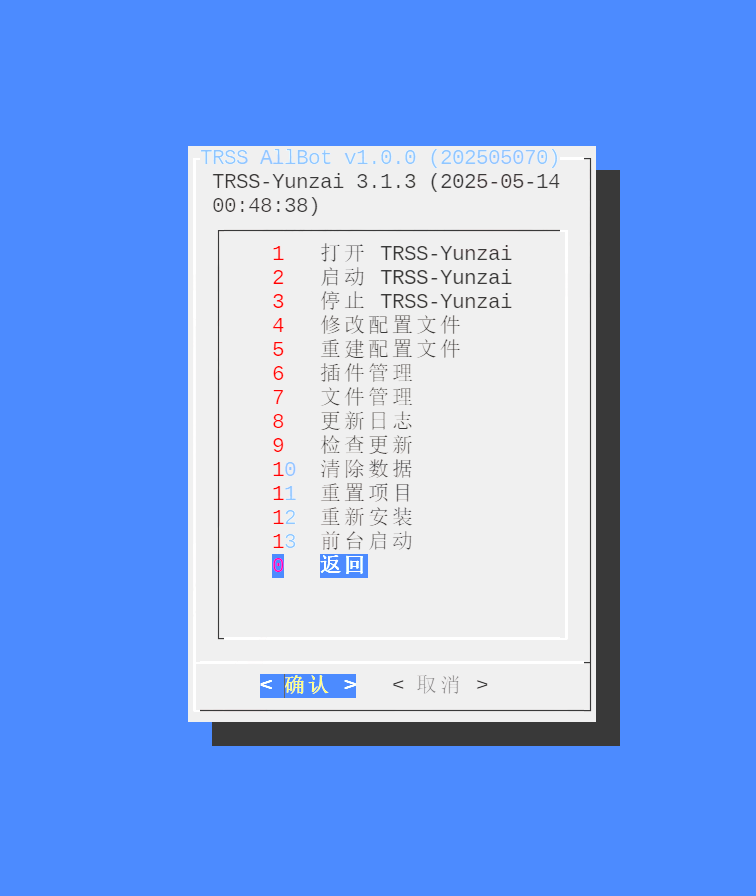 TRSS AllBot v1.0.0 (202505070)
TRSS-Yunzai 3.1.3 (2025-05-14
00:48:38)
1 打开 TRSS-Yunzai
2 启动 TRSS-Yunzai
3 停止 TRSS-Yunzai
4 修改配置文件
5 重建配置文件
6 插件管理
7 文件管理
8 更新日志
9 检查更新
10 清除数据
11 重置项目
12 重新安装
13 前台启动
0 返回
< 确认 > < 取消 >